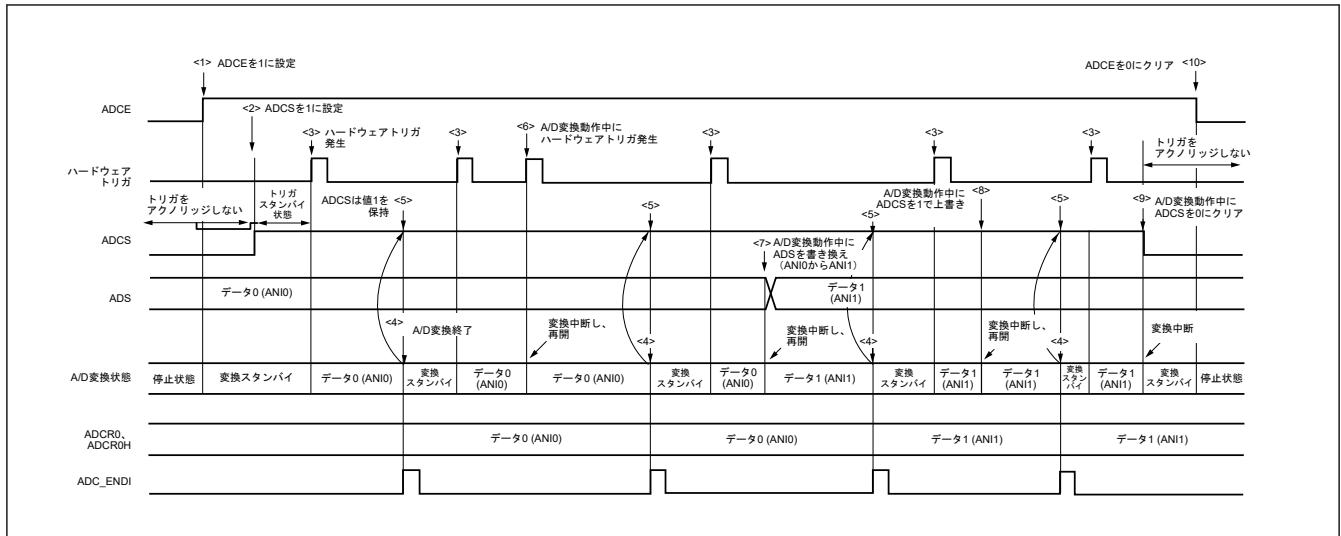 <1> ADCEを1に設定
ADCEを0にクリア <10>
ADCE
<2> ADCSを1に設定
<3> ハードウェアトリガ
発生
<3>
<6> A/D変換動作中に
ハードウェアトリガ発生
<3>
<3>
<3>
トリガを
アクノリッジしない
ハードウェア
トリガ
トリガを
アクノリッジしない
トリガ
スタンバイ
状態
ADCSは値1を
保持
<5>
<5>
A/D変換動作中に
ADCSを1で上書き
<5>
<8>
<5>
<9> A/D変換動作中に
ADCSを0にクリア
ADCS
<7> A/D変換動作中に
ADSを書き換え
(ANI0からANI1)
ADS
データ0 (ANI0)
データ1
(ANI1)
<4>
A/D変換終了
変換中断し、
再開
<4>
変換中断し、
再開
<4>
変換中断し、
再開
<4>
変換中断
A/D変換状態
停止状態
変換スタンバイ
データ0 (ANI0)
変換
スタンバイ
データ0
(ANI0)
データ0 (ANI0)
変換
スタンバイ
データ0
(ANI0)
データ1 (ANI1)
変換
スタンバイ
データ1
(ANI1)
データ1
(ANI1)
変換
スタン
バイ
データ1
(ANI1)
変換
スタンバイ
停止状態
ADCR0、
ADCR0H
データ0 (ANI0)
データ0 (ANI0)
データ1 (ANI1)
データ1 (ANI1)
ADC_ENDI